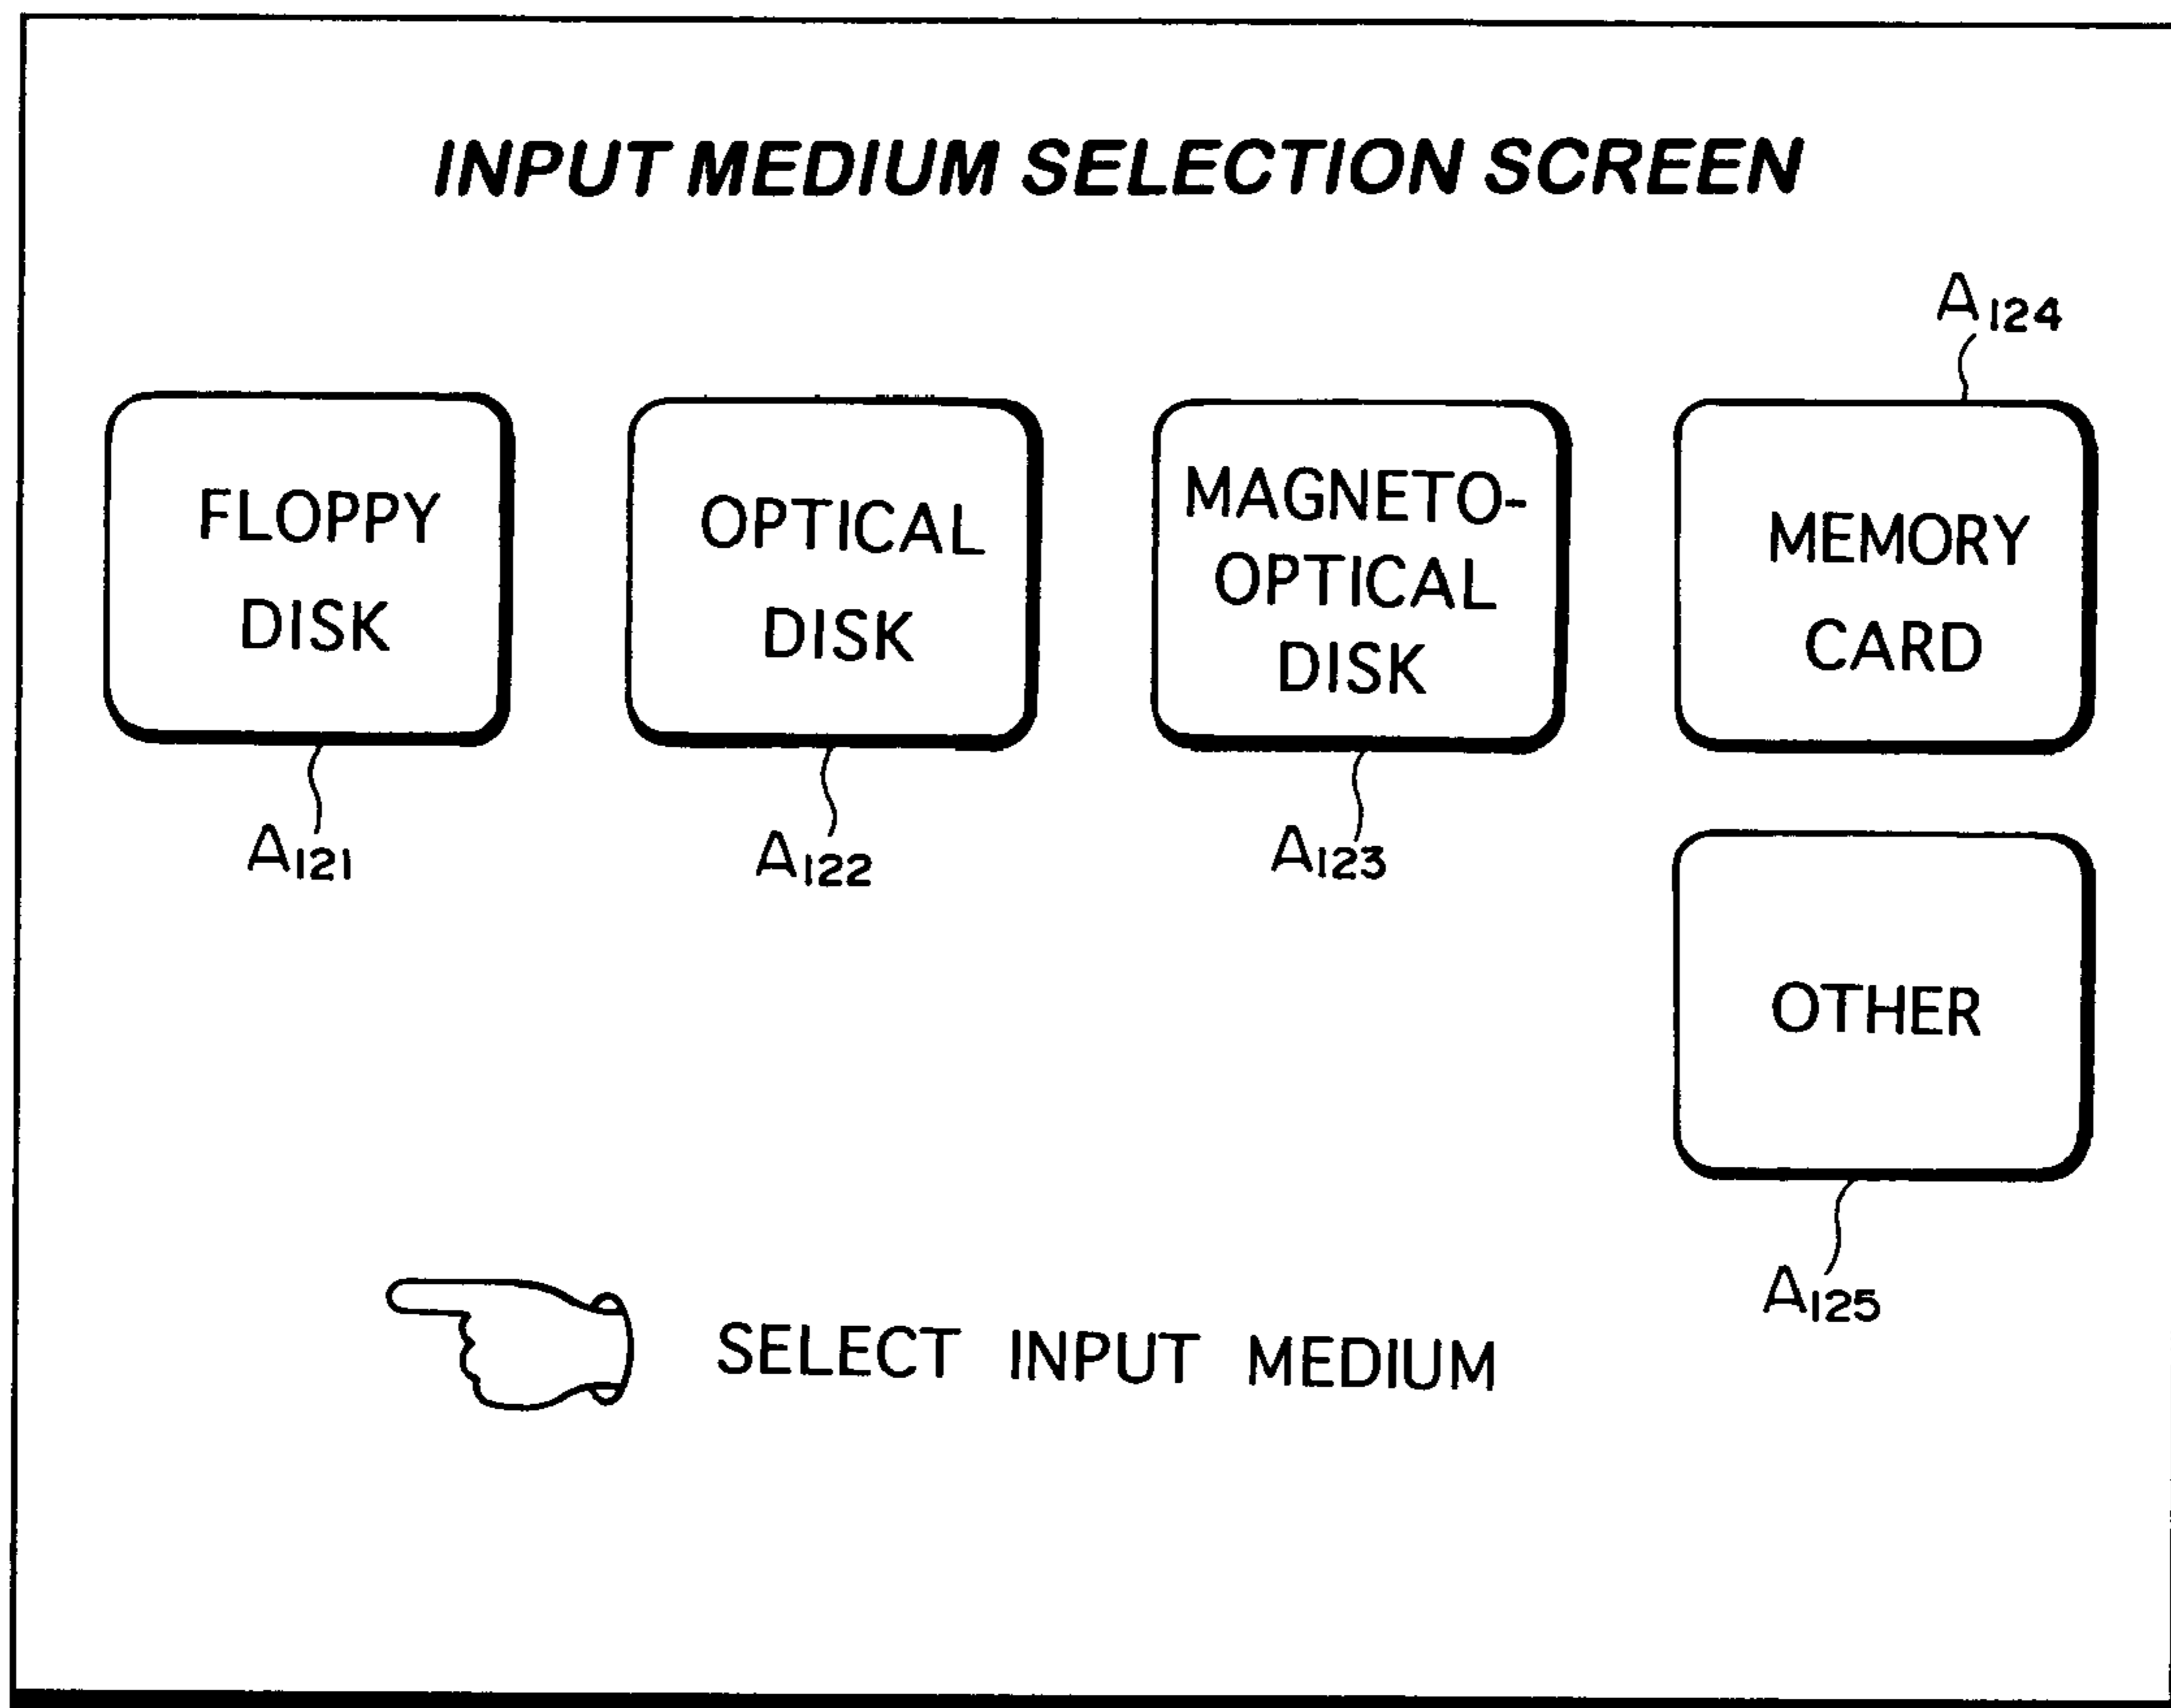 INPUT MEDIUM SELECTION SCREEN
A124
FLOPPY
DISK
OPTICAL
DISK
MAGNETO-
OPTICAL
DISK
MEMORY
CARD
A121
A122
A123
OTHER
A125
SELECT INPUT MEDIUM